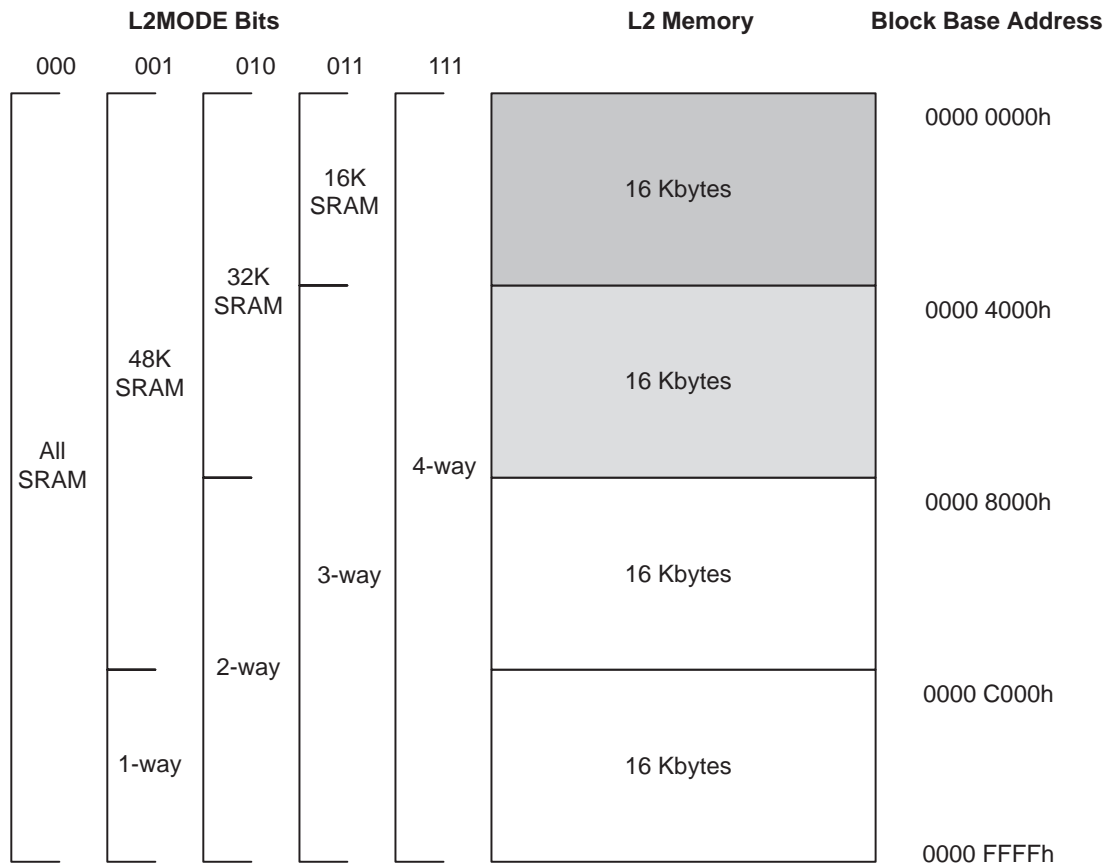 L2MODE Bits
L2 Memory
Block Base Address
000
001
010
011
111
0000 0000h
16K
SRAM
16 Kbytes
32K
SRAM
0000 4000h
48K
SRAM
16 Kbytes
All
SRAM
4-way
0000 8000h
3-way
16 Kbytes
2-way
0000 C000h
1-way
16 Kbytes
0000 FFFFh